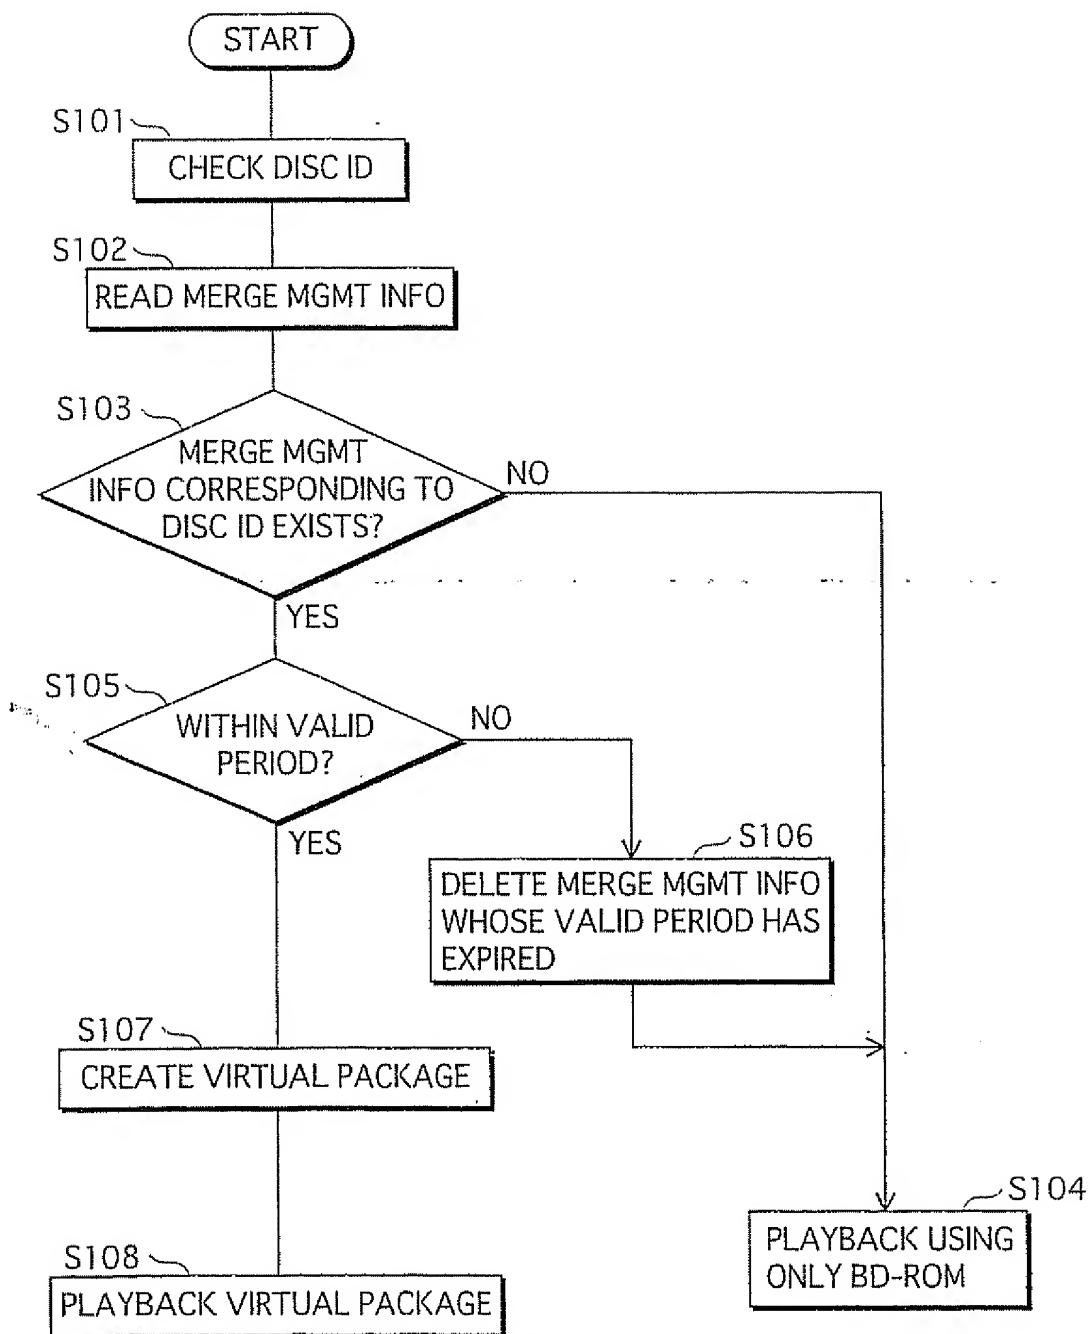 START
S101
CHECK DISC ID
S102
READ MERGE MGMT INFO
S103
MERGE MGMT
INFO CORRESPONDING TO
DISC ID EXISTS?
NO
YES
S105
WITHIN VALID
PERIOD?
NO
YES
S106
DELETE MERGE MGMT INFO
WHOSE VALID PERIOD HAS
EXPIRED
S107
CREATE VIRTUAL PACKAGE
S104
PLAYBACK USING
ONLY BD-ROM
S108
PLAYBACK VIRTUAL PACKAGE